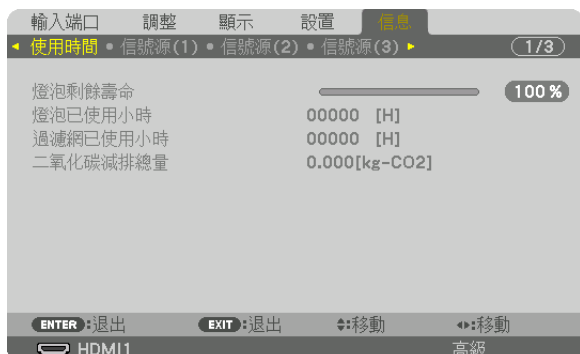 輸入端口 調整 顯示 設置 信息
◂ 使用時間 • 信號源(1) • 信號源(2) • 信號源(3) ▸ 1/3
燈泡剩餘壽命 100 %
燈泡已使用小時 00000 [H]
過濾網已使用小時 00000 [H]
二氧化碳減排總量 0.000[kg-CO2]
ENTER:退出 EXIT:退出 ♦:移動 ◂▸:移動
HDMI1 高級